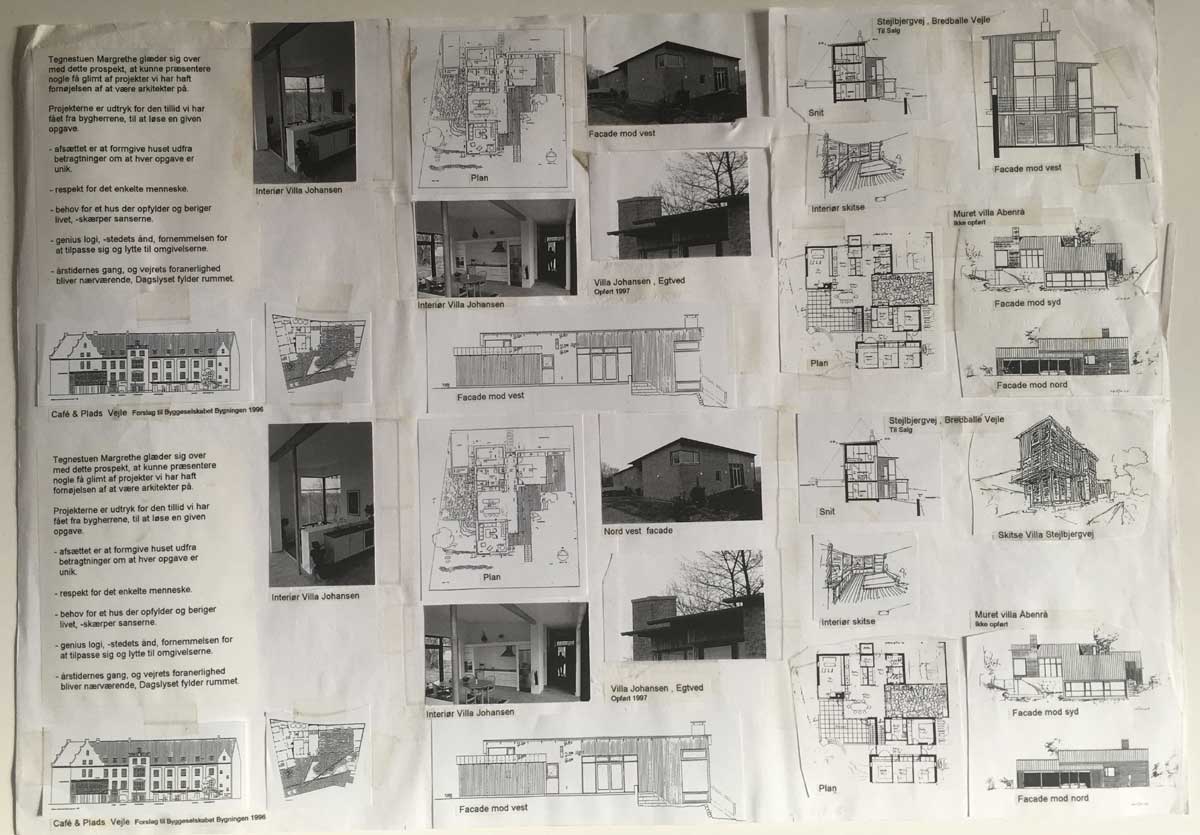 Tegnestuen Margrethe glæder sig over
med dette prospekt, at kunne præsentere
nogle få glimt af projekter vi har haft
fornøjelsen af at være arkitekter på.
Projekterne er udtryk for den tillid vi har
fået fra bygherrene, til at løse en given
opgave.
- afsættet er at formgive huset udfra
betragtninger om at hver opgave er
unik.
- respekt for det enkelte menneske.
- behov for et hus der opfylder og beriger
livet, -skærper sanserne.
- genius logi, -stedets ånd, fornemmelsen for
at tilpasse sig og lytte til omgivelserne.
- årstidernes gang, og vejrets foranerlighed
bliver nærværende, Dagslyset fylder rummet.
Café & Plads Vejle Forslag til Byggeselskabet Bygningen 1996
Interiør Villa Johansen
Plan
Interiør Villa Johansen
Facade mod vest
Facade mod vest
Villa Johansen , Egtved
Opført 1997
Stejlbjergvej , Bredballe Vejle
Til Salg
Snit
Interiør skitse
Facade mod vest
Plan
Muret villa Abenrå
Ikke opført
Facade mod syd
Facade mod nord
Tegnestuen Margrethe glæder sig over
med dette prospekt, at kunne præsentere
nogle få glimt af projekter vi har haft
fornøjelsen af at være arkitekter på.
Projekterne er udtryk for den tillid vi har
fået fra bygherrene, til at løse en given
opgave.
- afsættet er at formgive huset udfra
betragtninger om at hver opgave er
unik.
- respekt for det enkelte menneske.
- behov for et hus der opfylder og beriger
livet, -skærper sanserne.
- genius logi, -stedets ånd, fornemmelsen for
at tilpasse sig og lytte til omgivelserne.
- årstidernes gang, og vejrets foranerlighed
bliver nærværende, Dagslyset fylder rummet.
Café & Plads Vejle Forslag til Byggeselskabet Bygningen 1996
Interiør Villa Johansen
Plan
Interiør Villa Johansen
Facade mod vest
Nord vest facade
Villa Johansen , Egtved
Opført 1997
Stejlbjergvej , Bredballe Vejle
Til Salg
Snit
Interiør skitse
Skitse Villa Stejlbjergvej
Plan
Muret villa Abenrå
Ikke opført
Facade mod syd
Facade mod nord